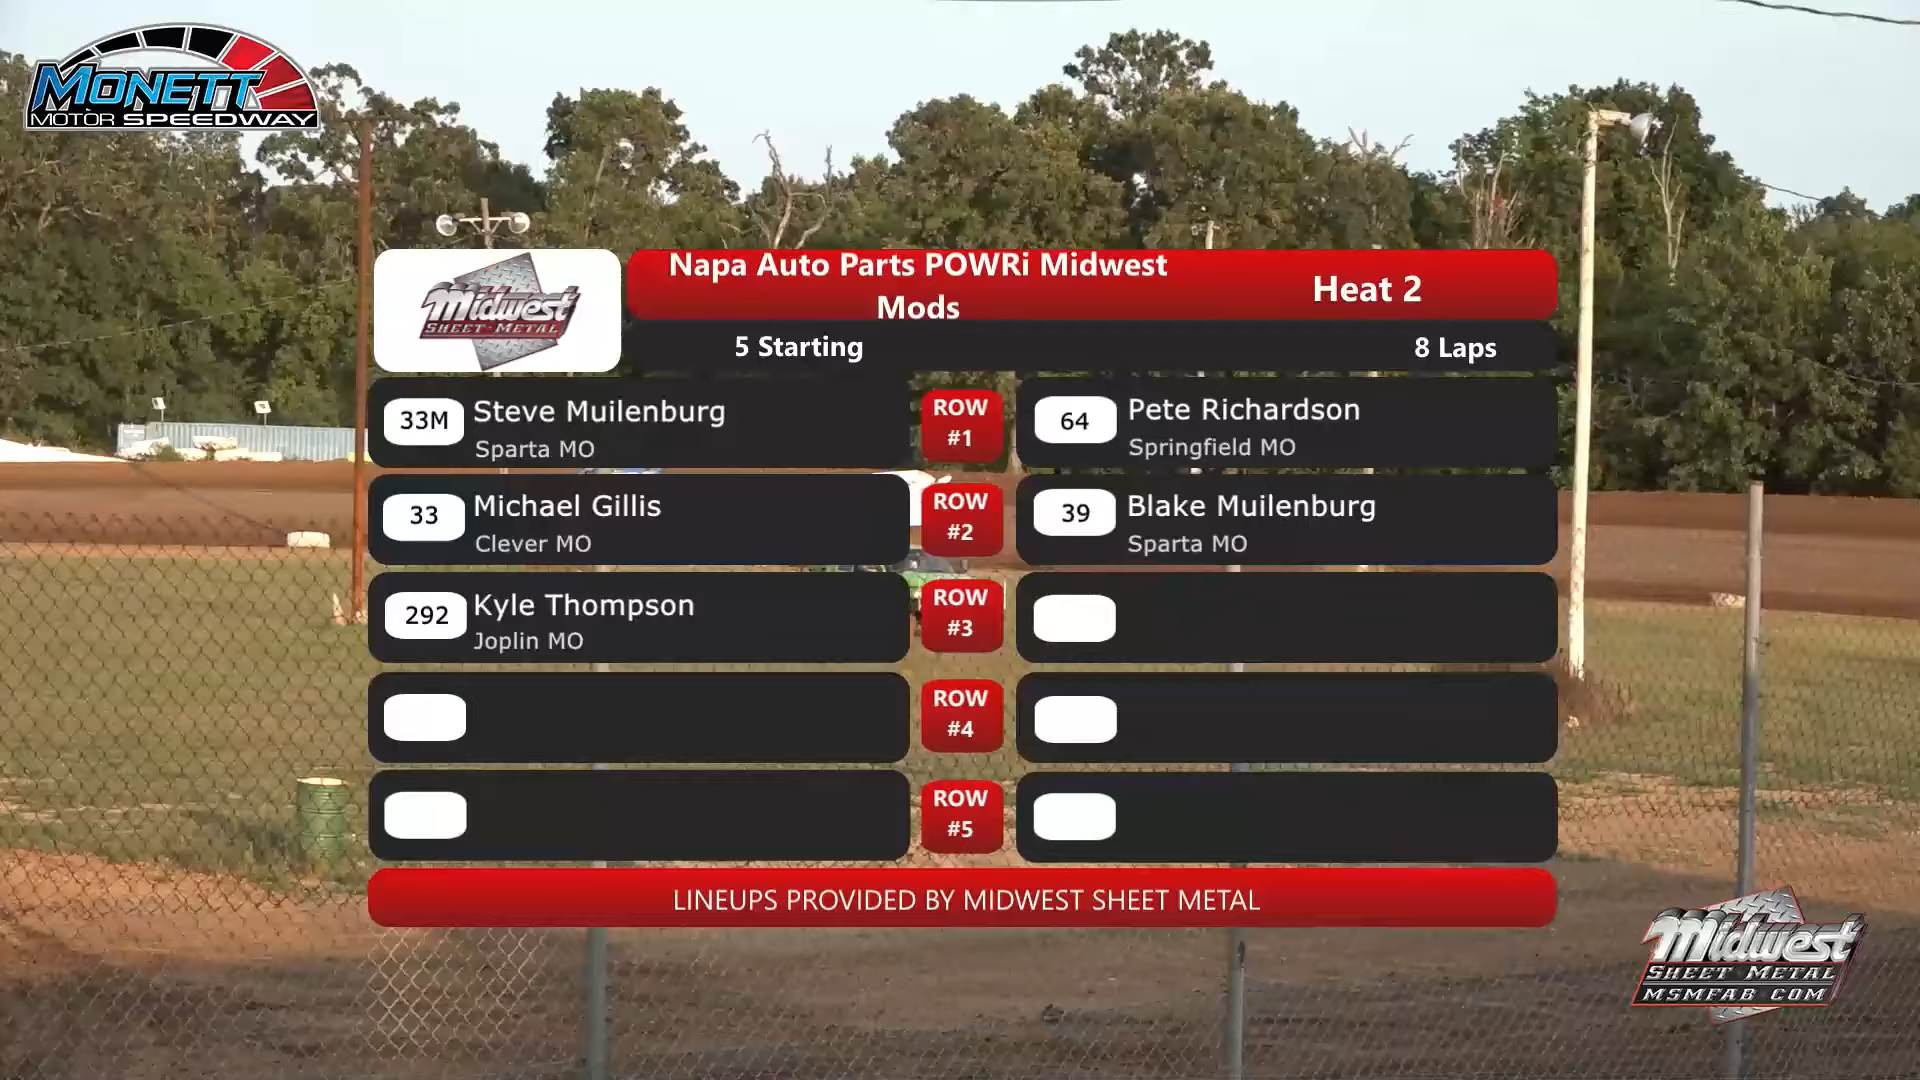 MONETT
MOTOR SPEEDWAY
Midwest
SHEET METAL
Napa Auto Parts POWRi Midwest
Mods
Heat 2
5 Starting
8 Laps
33M
Steve Muilenburg
Sparta MO
ROW
#1
64
Pete Richardson
Springfield MO
33
Michael Gillis
Clever MO
ROW
#2
39
Blake Muilenburg
Sparta MO
292
Kyle Thompson
Joplin MO
ROW
#3
ROW
#4
ROW
#5
LINEUPS PROVIDED BY MIDWEST SHEET METAL
Midwest
SHEET METAL
MSMFAB COM